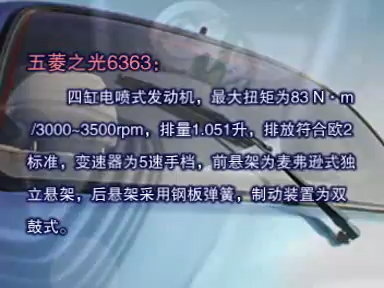 五菱之光6363：
四缸电喷式发动机，最大扭矩为83 N·m
/3000~3500rpm，排量1.051升，排放符合欧2
标准，变速器为5速手档，前悬架为麦弗逊式独
立悬架，后悬架采用钢板弹簧，制动装置为双
鼓式。